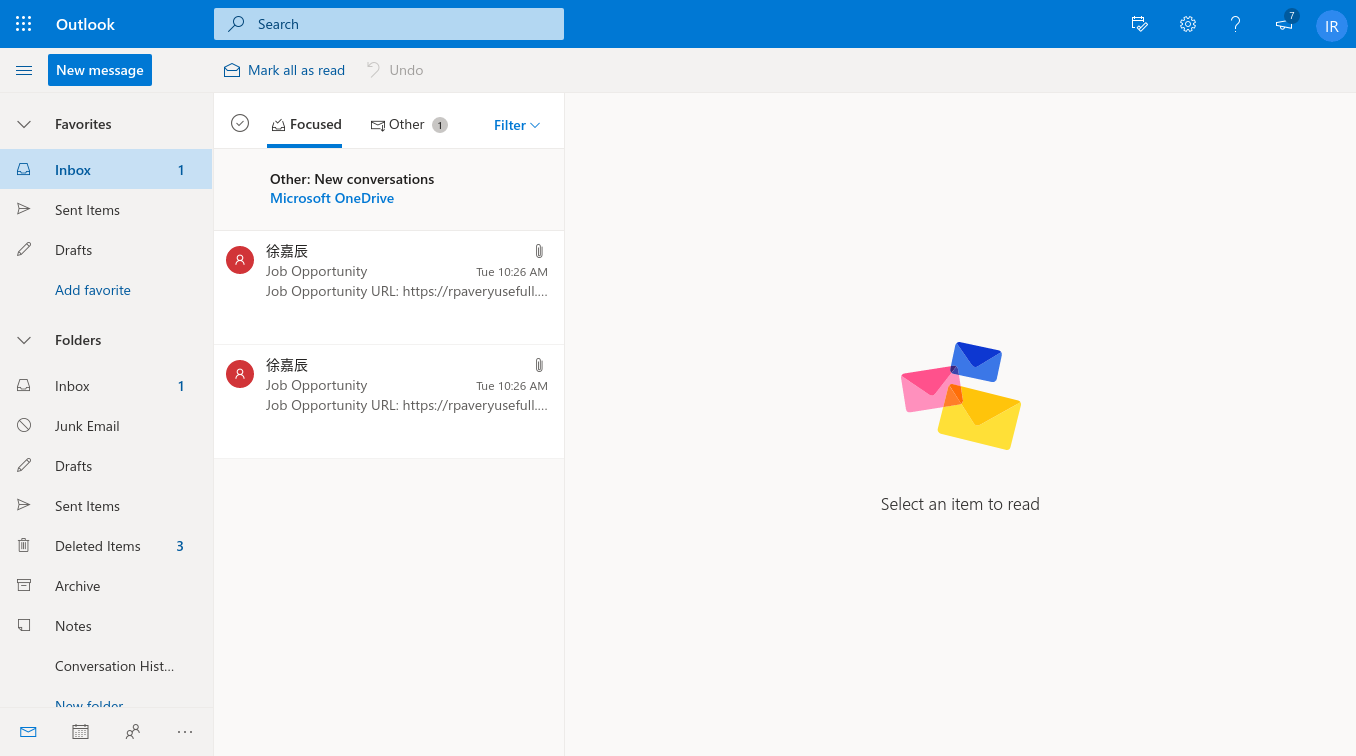 Outlook
Search
7
IR
New message
Mark all as read
Undo
Favorites
Inbox 1
Sent Items
Drafts
Add favorite
Folders
Inbox 1
Junk Email
Drafts
Sent Items
Deleted Items 3
Archive
Notes
Conversation Hist...
New folder
Focused
Other 1
Filter
Other: New conversations
Microsoft OneDrive
徐嘉辰
Job Opportunity Tue 10:26 AM
Job Opportunity URL: https://rpaveryusefull....
徐嘉辰
Job Opportunity Tue 10:26 AM
Job Opportunity URL: https://rpaveryusefull....
Select an item to read